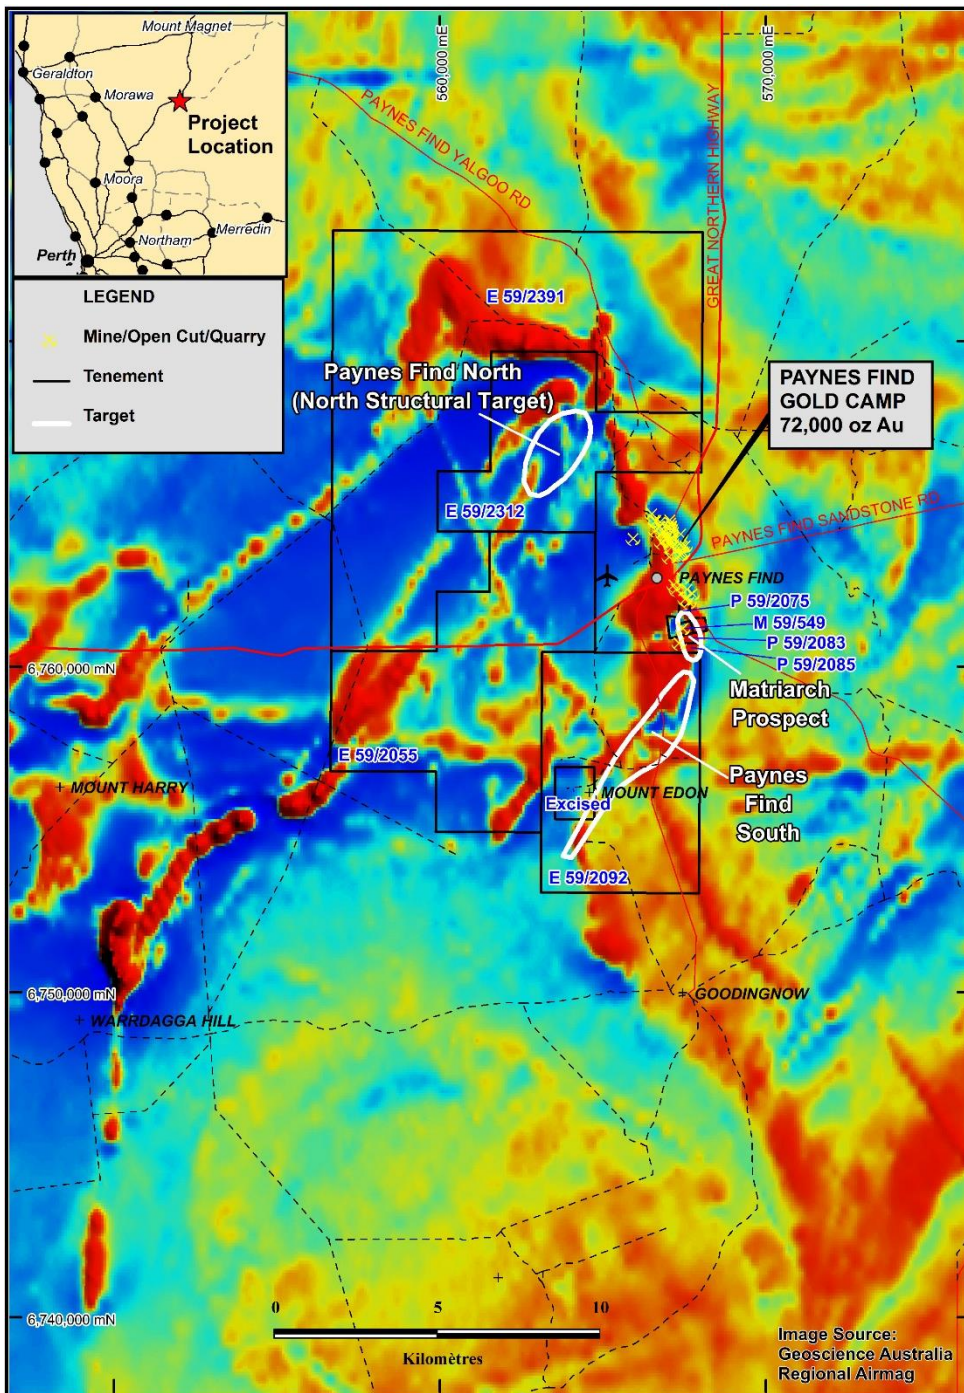 Mount Magnet
Geraldton
Morawa
Project
Location
Moora
Northam
Merredin
Perth
LEGEND
Mine/Open Cut/Quarry
Tenement
Target
560,000 mE
570,000 mE
PAYNES FIND YALGOO RD
GREAT NORTHERN HIGHWAY
E 59/2391
Paynes Find North
(North Structural Target)
PAYNES FIND
GOLD CAMP
72,000 oz Au
E 59/2312
PAYNES FIND SANDSTONE RD
PAYNES FIND
P 59/2075
M 59/549
P 59/2083
P 59/2085
6,760,000 mN
Matriarch
Prospect
E 59/2055
MOUNT HARRY
Excised
MOUNT EDON
Paynes
Find
South
E 59/2092
6,750,000 mN
GOODINGNOW
WARRDAGGA HILL
6,740,000 mN
0 5 10
Kilomètres
Image Source:
Geoscience Australia
Regional Airmag